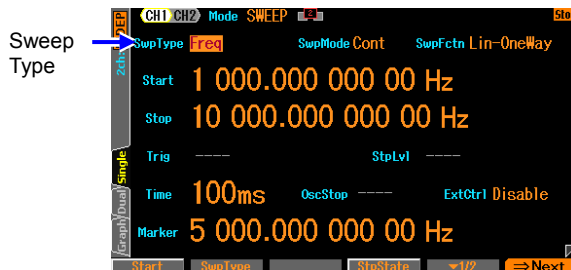 Sweep Type
CH1 CH2 Mode SWEEP 2 Sto
SwpType Freq SwpMode Cont SwpFctn Lin-OneWay
Start 1 000.000 000 00 Hz
Stop 10 000.000 000 00 Hz
Trig ---- StpLvl ----
Time 100ms OscStop ---- ExtCtrl Disable
Marker 5 000.000 000 00 Hz
2ch
Single
Graph Dual
Start SwpType StpState ▼1/2 ⇒Next